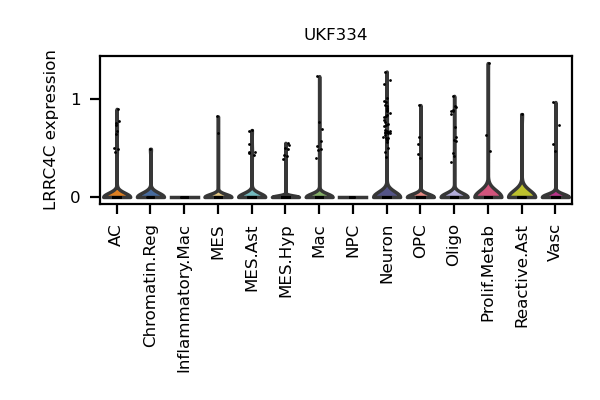 UKF334
LRRC4C expression
1
0
AC
Chromatin.Reg
Inflammatory.Mac
MES
MES.Ast
MES.Hyp
Mac
NPC
Neuron
OPC
Oligo
Prolif.Metab
Reactive.Ast
Vasc